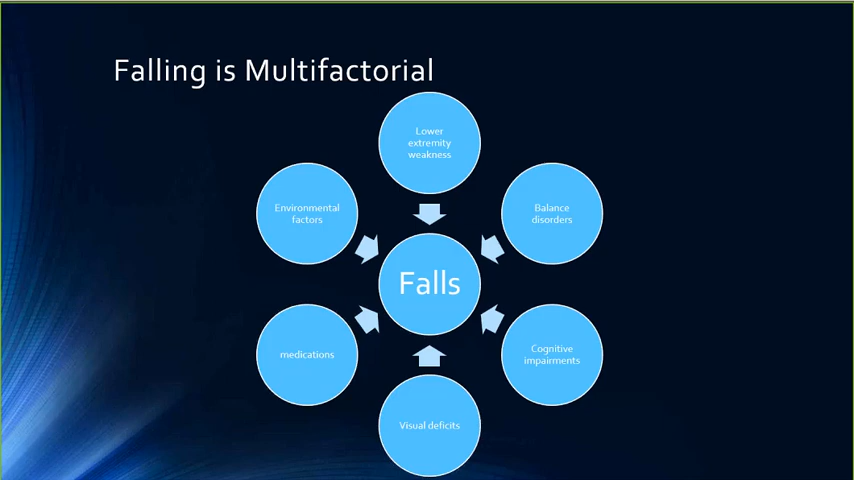 Falling is Multifactorial
Lower
extremity
weakness
Balance
disorders
Cognitive
impairments
Visual deficits
medications
Environmental
factors
Falls